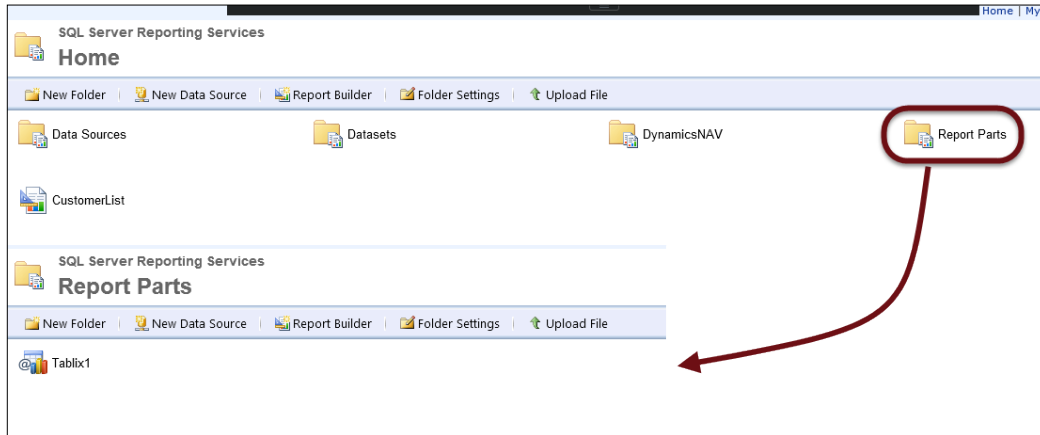 Home | My
SQL Server Reporting Services
Home
New Folder | New Data Source | Report Builder | Folder Settings | Upload File
Data Sources Datasets DynamicsNAV Report Parts
CustomerList
SQL Server Reporting Services
Report Parts
New Folder | New Data Source | Report Builder | Folder Settings | Upload File
Tablix1